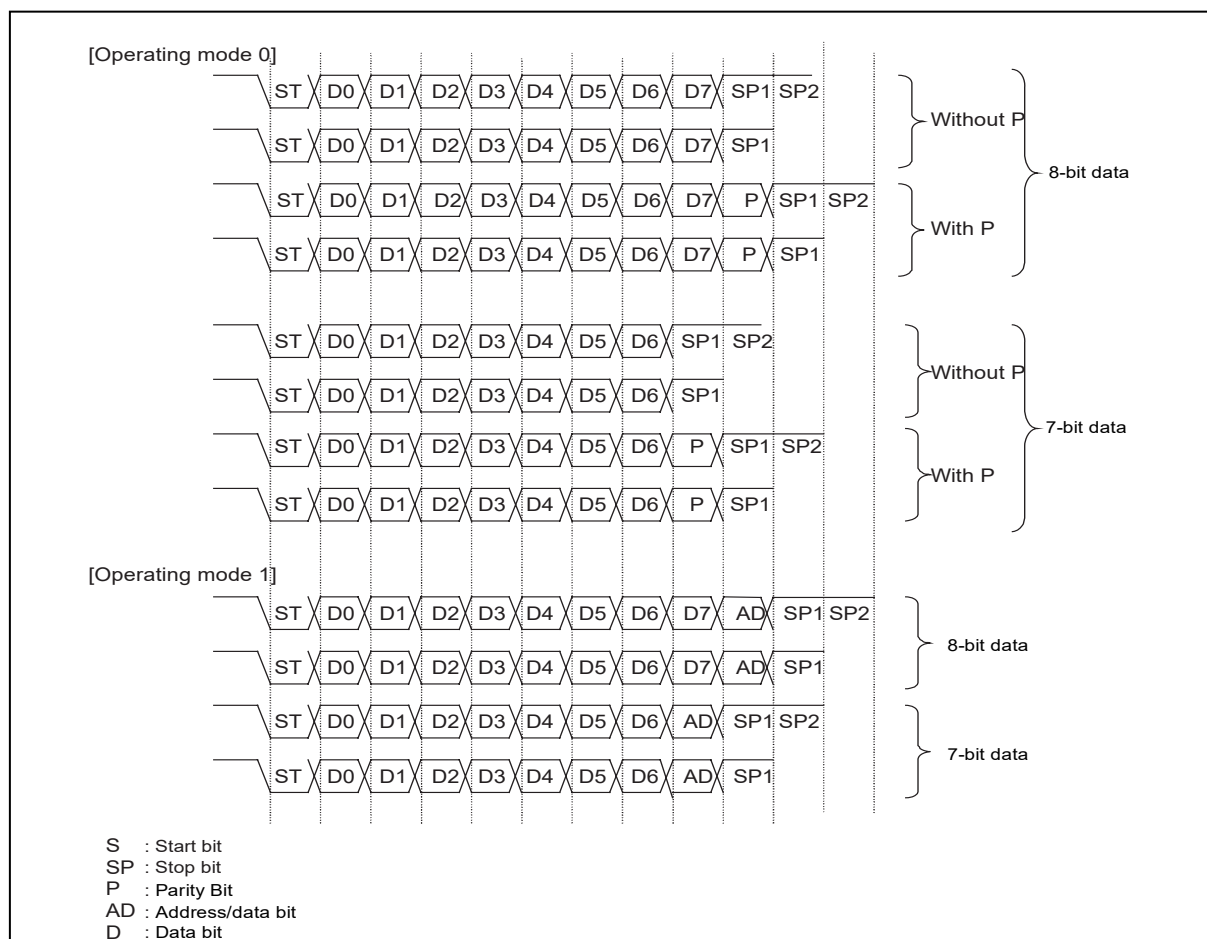 [Operating mode 0]
ST D0 D1 D2 D3 D4 D5 D6 D7 SP1 SP2
ST D0 D1 D2 D3 D4 D5 D6 D7 SP1
Without P
ST D0 D1 D2 D3 D4 D5 D6 D7 P SP1 SP2
ST D0 D1 D2 D3 D4 D5 D6 D7 P SP1
With P
8-bit data
ST D0 D1 D2 D3 D4 D5 D6 SP1 SP2
ST D0 D1 D2 D3 D4 D5 D6 SP1
Without P
ST D0 D1 D2 D3 D4 D5 D6 P SP1 SP2
ST D0 D1 D2 D3 D4 D5 D6 P SP1
With P
7-bit data
[Operating mode 1]
ST D0 D1 D2 D3 D4 D5 D6 D7 AD SP1 SP2
ST D0 D1 D2 D3 D4 D5 D6 D7 AD SP1
8-bit data
ST D0 D1 D2 D3 D4 D5 D6 AD SP1 SP2
ST D0 D1 D2 D3 D4 D5 D6 AD SP1
7-bit data
S : Start bit
SP : Stop bit
P : Parity Bit
AD : Address/data bit
D : Data bit